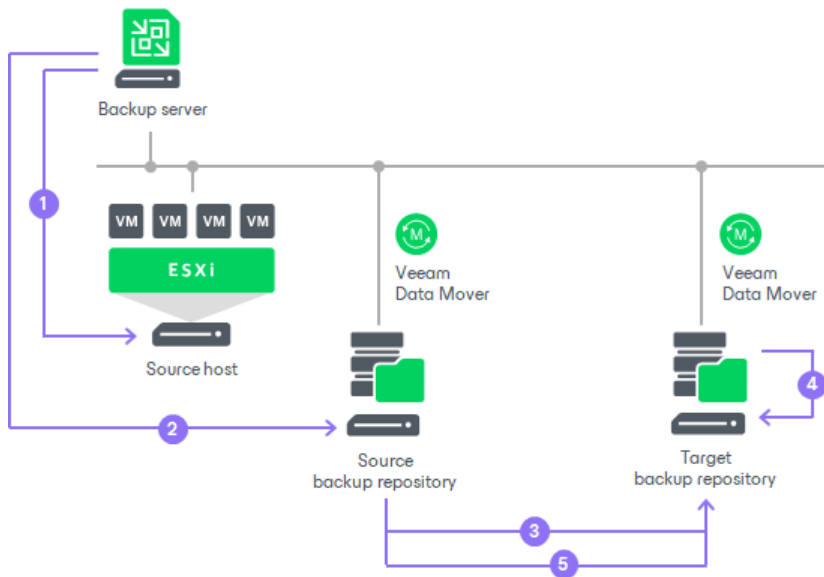 Backup server
1
VM VM VM VM
M
M
ESXi
Veeam
Data Mover
Veeam
Data Mover
Source host
4
2
Source
backup repository
Target
backup repository
3
5